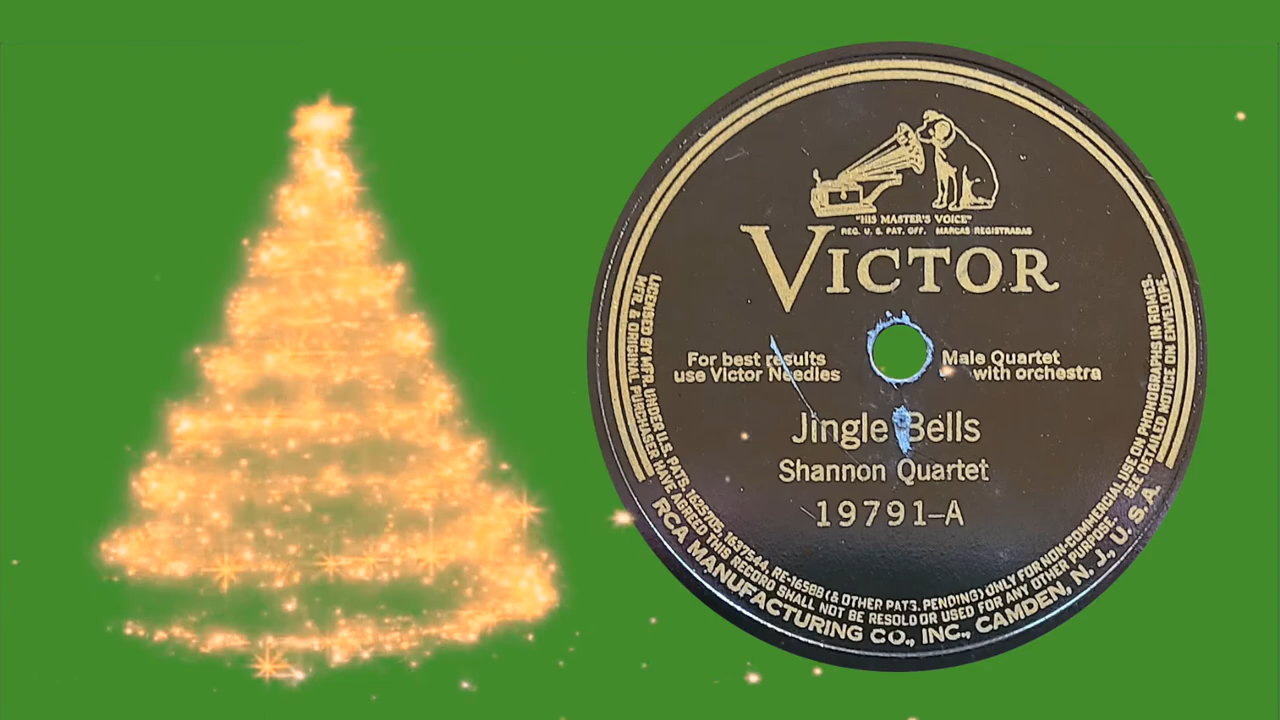 "HIS MASTER'S VOICE"
REG. U. S. PAT. OFF. MARCAS REGISTRADAS
VICTOR
For best results
use Victor Needles
Male Quartet
with orchestra
Jingle Bells
Shannon Quartet
19791–A
LICENSED BY MFR. UNDER U.S. PATS. 1625705, 1637544, RE-16588 (& OTHER PATS. PENDING) ONLY FOR NON-COMMERCIAL USE ON PHONOGRAPHS IN HOMES.
MFR. & ORIGINAL PURCHASER HAVE AGREED THIS RECORD SHALL NOT BE RESOLD OR USED FOR ANY OTHER PURPOSE. SEE DETAILED NOTICE ON ENVELOPE.
RCA MANUFACTURING CO., INC., CAMDEN, N. J., U. S. A.